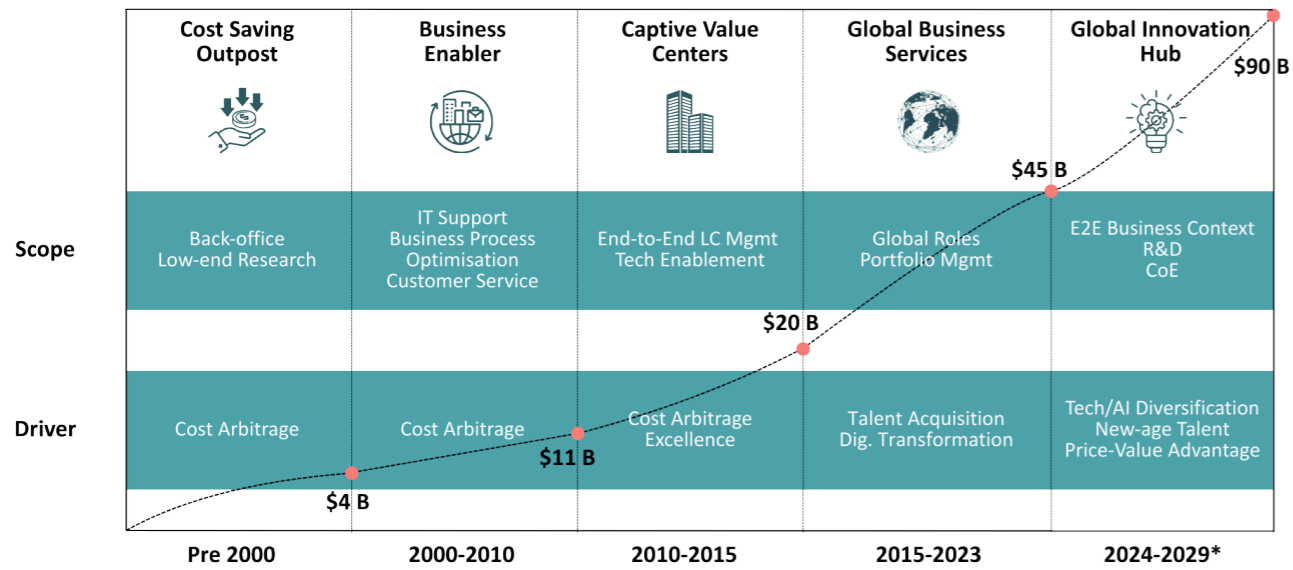 Cost Saving
Outpost
Business
Enabler
Captive Value
Centers
Global Business
Services
Global Innovation
Hub
$90 B
$45 B
Scope
Back-office
Low-end Research
IT Support
Business Process
Optimisation
Customer Service
End-to-End LC Mgmt
Tech Enablement
Global Roles
Portfolio Mgmt
E2E Business Context
R&D
CoE
$20 B
Driver
Cost Arbitrage
Cost Arbitrage
Cost Arbitrage
Excellence
Talent Acquisition
Dig. Transformation
Tech/AI Diversification
New-age Talent
Price-Value Advantage
$11 B
$4 B
Pre 2000
2000-2010
2010-2015
2015-2023
2024-2029*